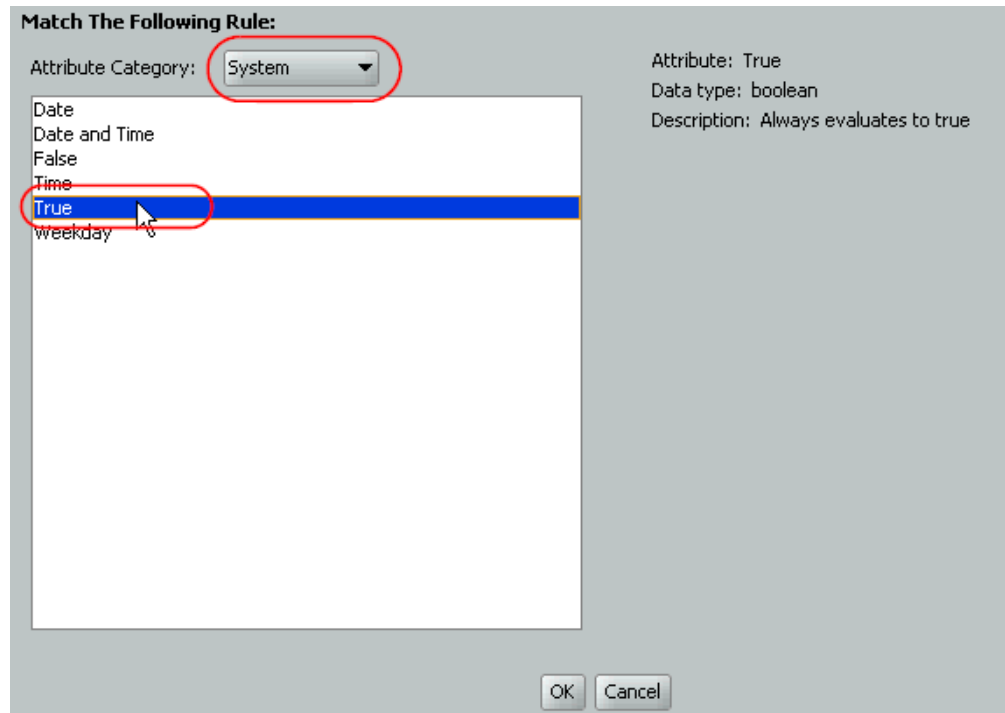 Match The Following Rule:
Attribute Category: System
Date
Date and Time
False
Time
True
Weekday
Attribute: True
Data type: boolean
Description: Always evaluates to true
OK Cancel